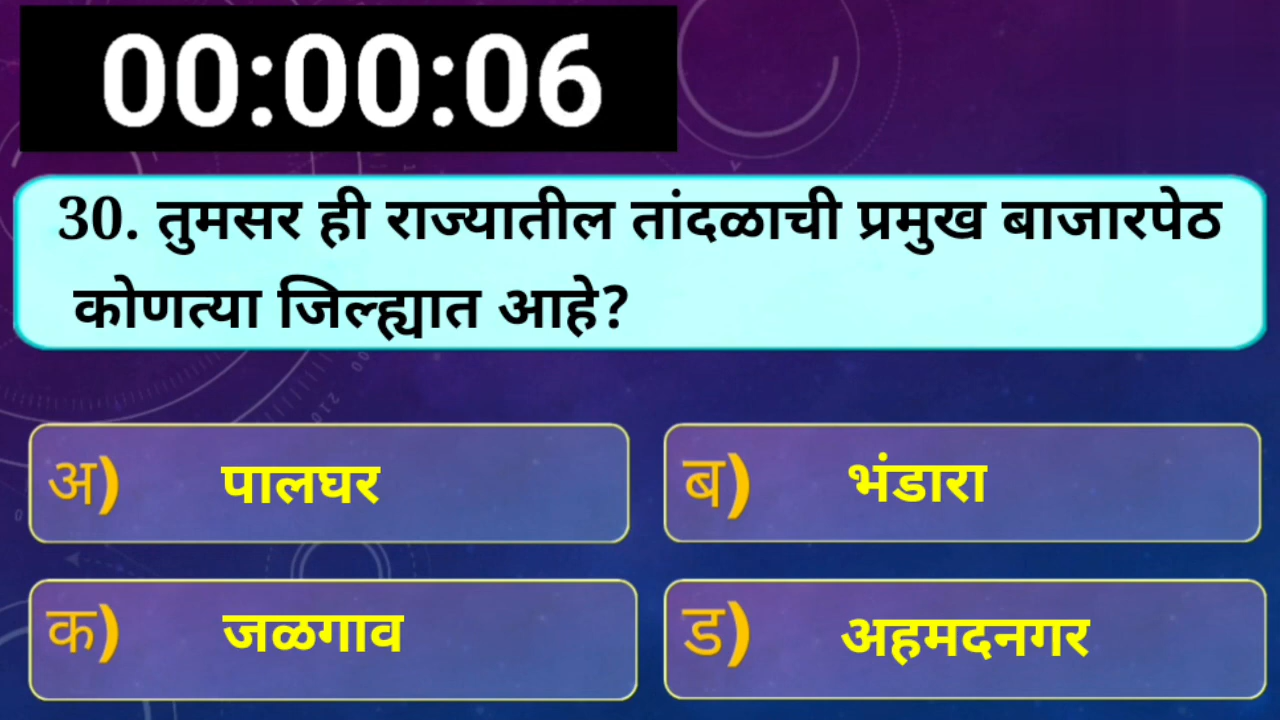 00:00:06
30. तुमसर ही राज्यातील तांदळाची प्रमुख बाजारपेठ
कोणत्या जिल्ह्यात आहे?
अ) पालघर
ब) भंडारा
क) जळगाव
ड) अहमदनगर